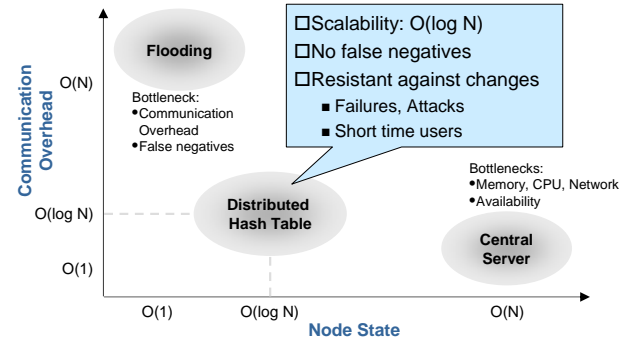 Communication
Overhead
O(N)
O(log N)
O(1)
Flooding
Bottleneck:
•Communication
Overhead
•False negatives
□Scalability: O(log N)
□No false negatives
□Resistant against changes
■ Failures, Attacks
■ Short time users
Distributed
Hash Table
Bottlenecks:
•Memory, CPU, Network
•Availability
Central
Server
O(1)
O(log N)
O(N)
Node State